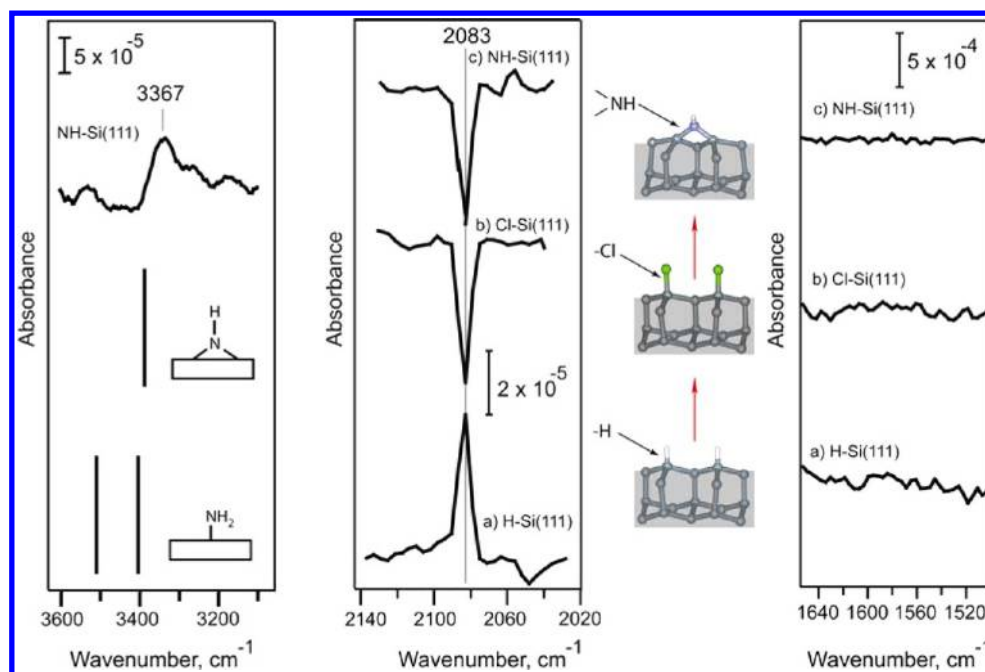 5 x 10⁻⁵
3367
NH-Si(111)
H
N
NH₂
Absorbance
3600
3400
3200
Wavenumber, cm⁻¹
2083
c) NH-Si(111)
b) Cl-Si(111)
2 x 10⁻⁵
a) H-Si(111)
Absorbance
2140
2100
2060
2020
Wavenumber, cm⁻¹
NH
-Cl
-H
5 x 10⁻⁴
c) NH-Si(111)
b) Cl-Si(111)
a) H-Si(111)
Absorbance
1640
1600
1560
1520
Wavenumber, cm⁻¹